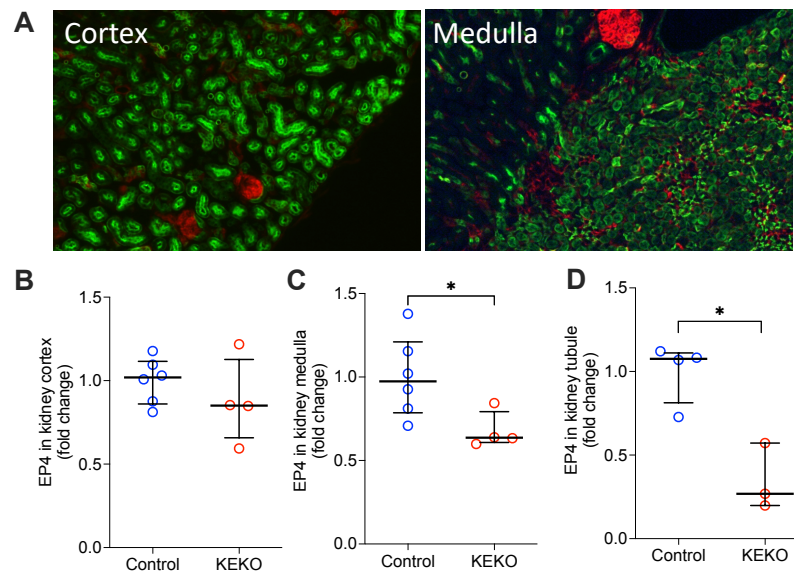 A
Cortex
Medulla
B
EP4 in kidney cortex
(fold change)
1.5
1.0
0.5
0.0
Control
KEKO
C
EP4 in kidney medulla
(fold change)
1.5
1.0
0.5
0.0
*
Control
KEKO
D
EP4 in kidney tubule
(fold change)
1.5
1.0
0.5
0.0
*
Control
KEKO